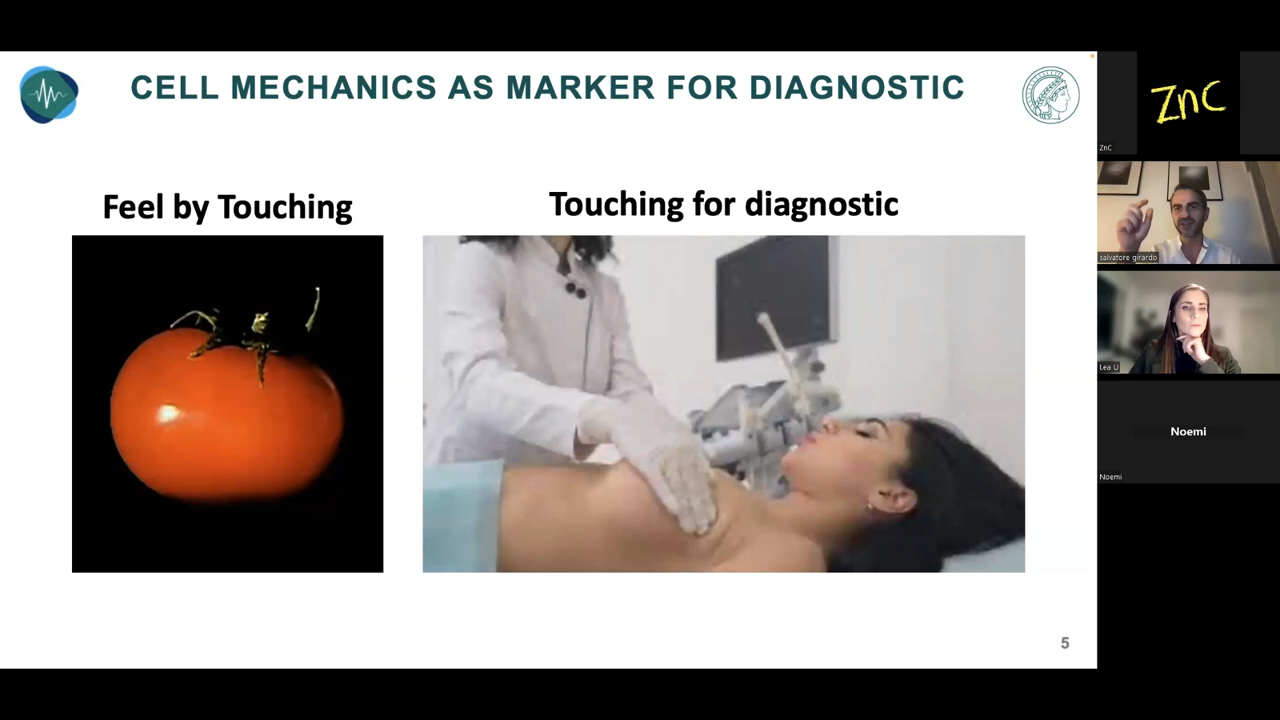 CELL MECHANICS AS MARKER FOR DIAGNOSTIC
Feel by Touching
Touching for diagnostic
5
ZnC
ZnC
salvatore girardo
Lea U
Noemi
Noemi